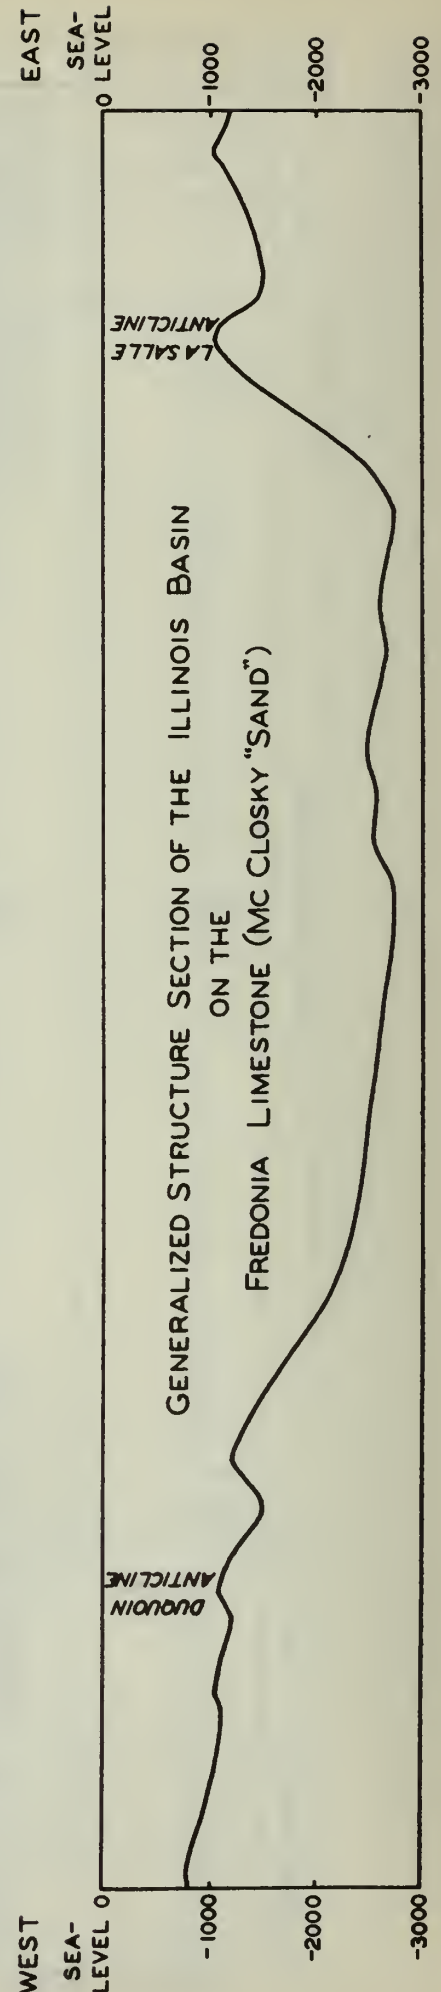 WEST
SEA-
LEVEL 0
-1000
-2000
-3000
DUQUOIN
ANTICLINE
GENERALIZED STRUCTURE SECTION OF THE ILLINOIS BASIN
ON THE
FREDONIA LIMESTONE (MC CLOSKY "SAND")
LA SALLE
ANTICLINE
EAST
SEA-
0 LEVEL
-1000
-2000
-3000